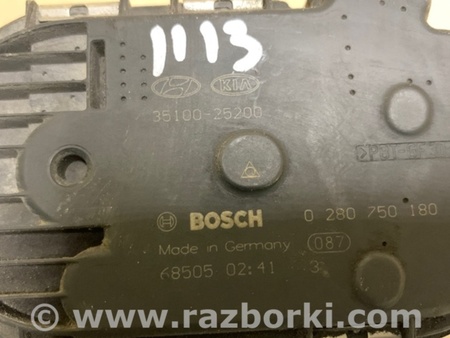 1113
KIA
35100-25200
BOSCH 0 280 750 180
Made in Germany 087
68505 02:41 3
www.razborki.com